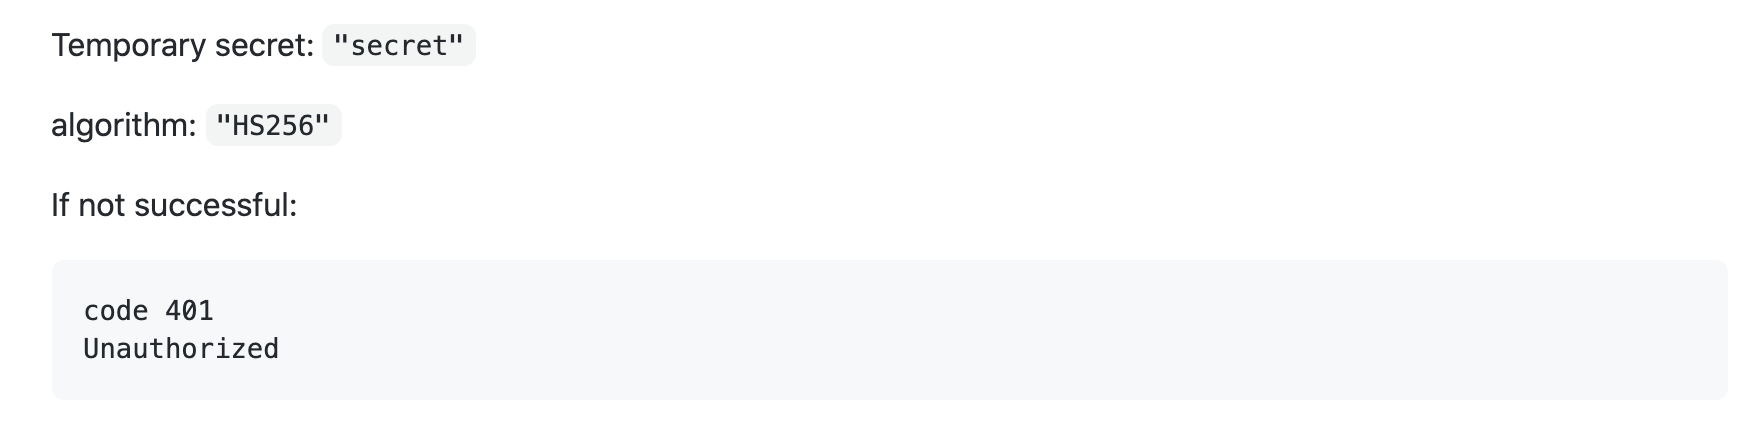 Temporary secret: "secret"
algorithm: "HS256"
If not successful:
code 401
Unauthorized